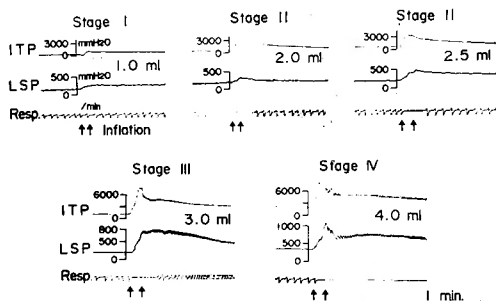 Stage I
Stage II
Stage II
ITP
3000
0
mmH2O
1.0 ml
LSP
500
0
mmH2O
Resp.
/min
Inflation
3000
0
2.0 ml
500
0
3000
0
2.5 ml
500
0
Stage III
Stage IV
ITP
6000
0
3.0 ml
LSP
800
500
0
Resp.
6000
0
4.0 ml
1000
500
0
1 min.